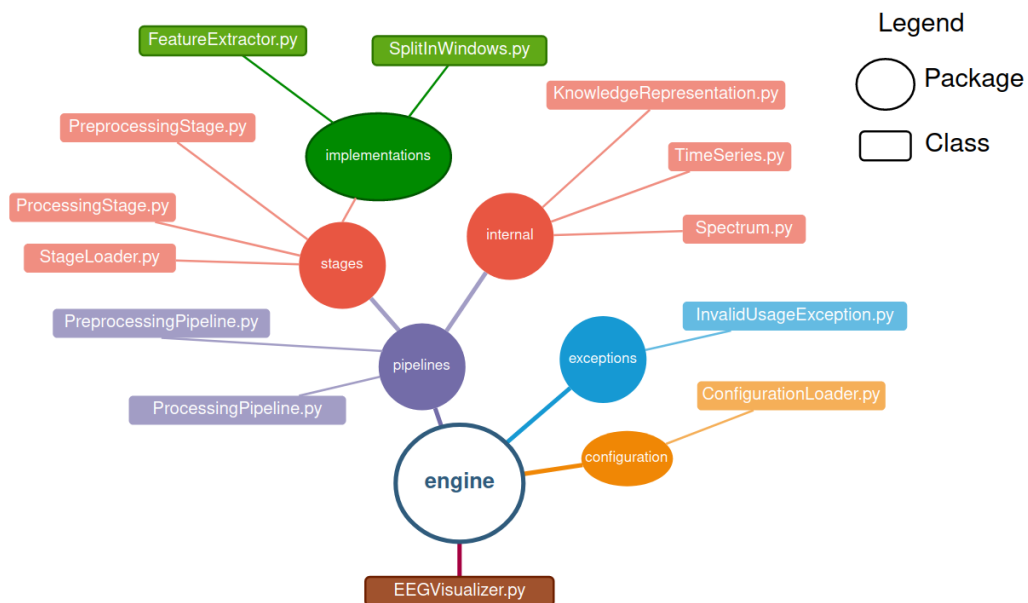 Legend
Package
Class
FeatureExtractor.py
SplitInWindows.py
KnowledgeRepresentation.py
PreprocessingStage.py
implementations
TimeSeries.py
ProcessingStage.py
internal
Spectrum.py
StageLoader.py
stages
PreprocessingPipeline.py
InvalidUsageException.py
pipelines
exceptions
ProcessingPipeline.py
ConfigurationLoader.py
configuration
engine
EEGVisualizer.py